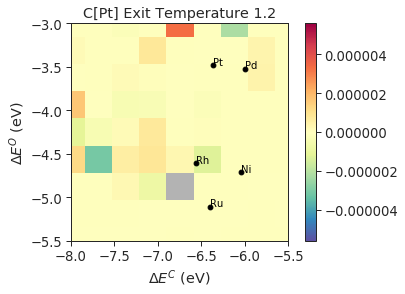 C[Pt] Exit Temperature 1.2
−3.0
−3.5
−4.0
−4.5
−5.0
−5.5
ΔE^O (eV)
Pt
Pd
Rh
Ni
Ru
−8.0 −7.5 −7.0 −6.5 −6.0 −5.5
ΔE^C (eV)
0.000004
0.000002
0.000000
−0.000002
−0.000004